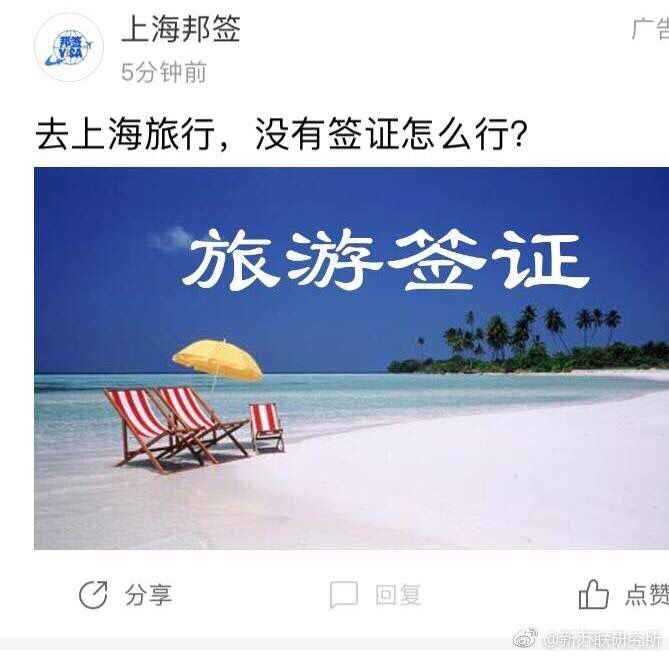 上海邦签
广告
5分钟前
去上海旅行，没有签证怎么行？
旅游签证
分享
回复
点赞
@新苏联研究所
邦签
VISA